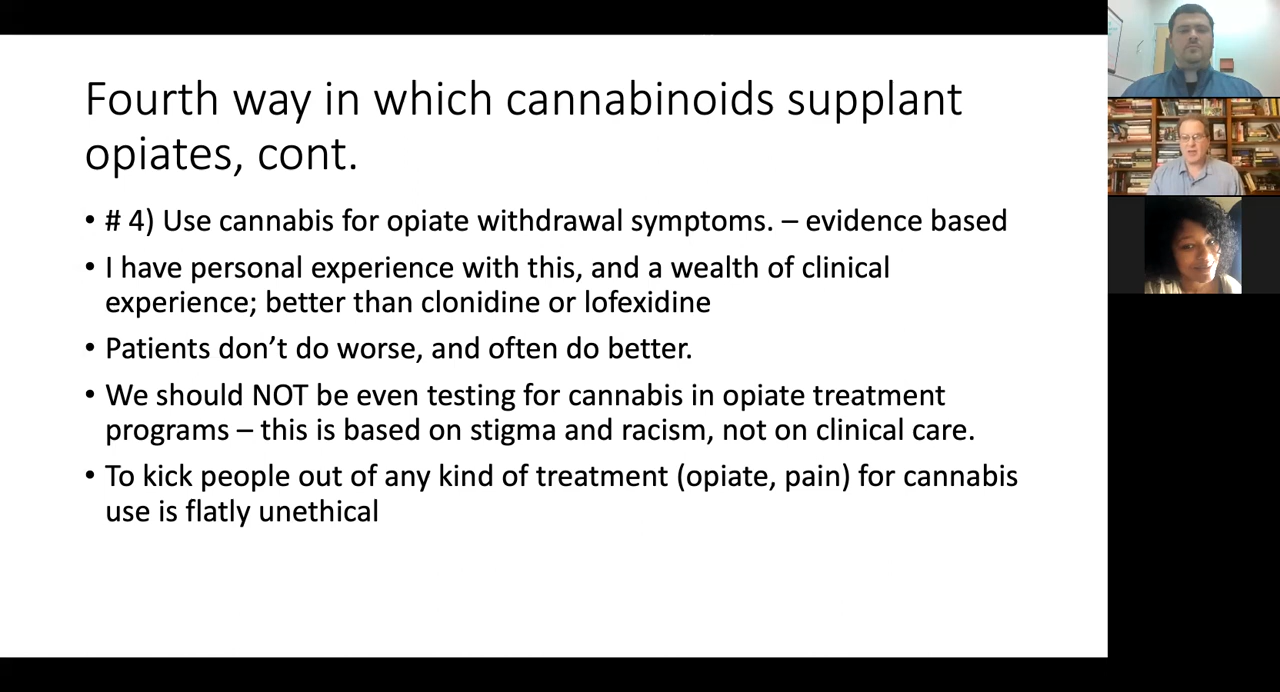 Fourth way in which cannabinoids supplant
opiates, cont.
• # 4) Use cannabis for opiate withdrawal symptoms. – evidence based
• I have personal experience with this, and a wealth of clinical
experience; better than clonidine or lofexidine
• Patients don’t do worse, and often do better.
• We should NOT be even testing for cannabis in opiate treatment
programs – this is based on stigma and racism, not on clinical care.
• To kick people out of any kind of treatment (opiate, pain) for cannabis
use is flatly unethical